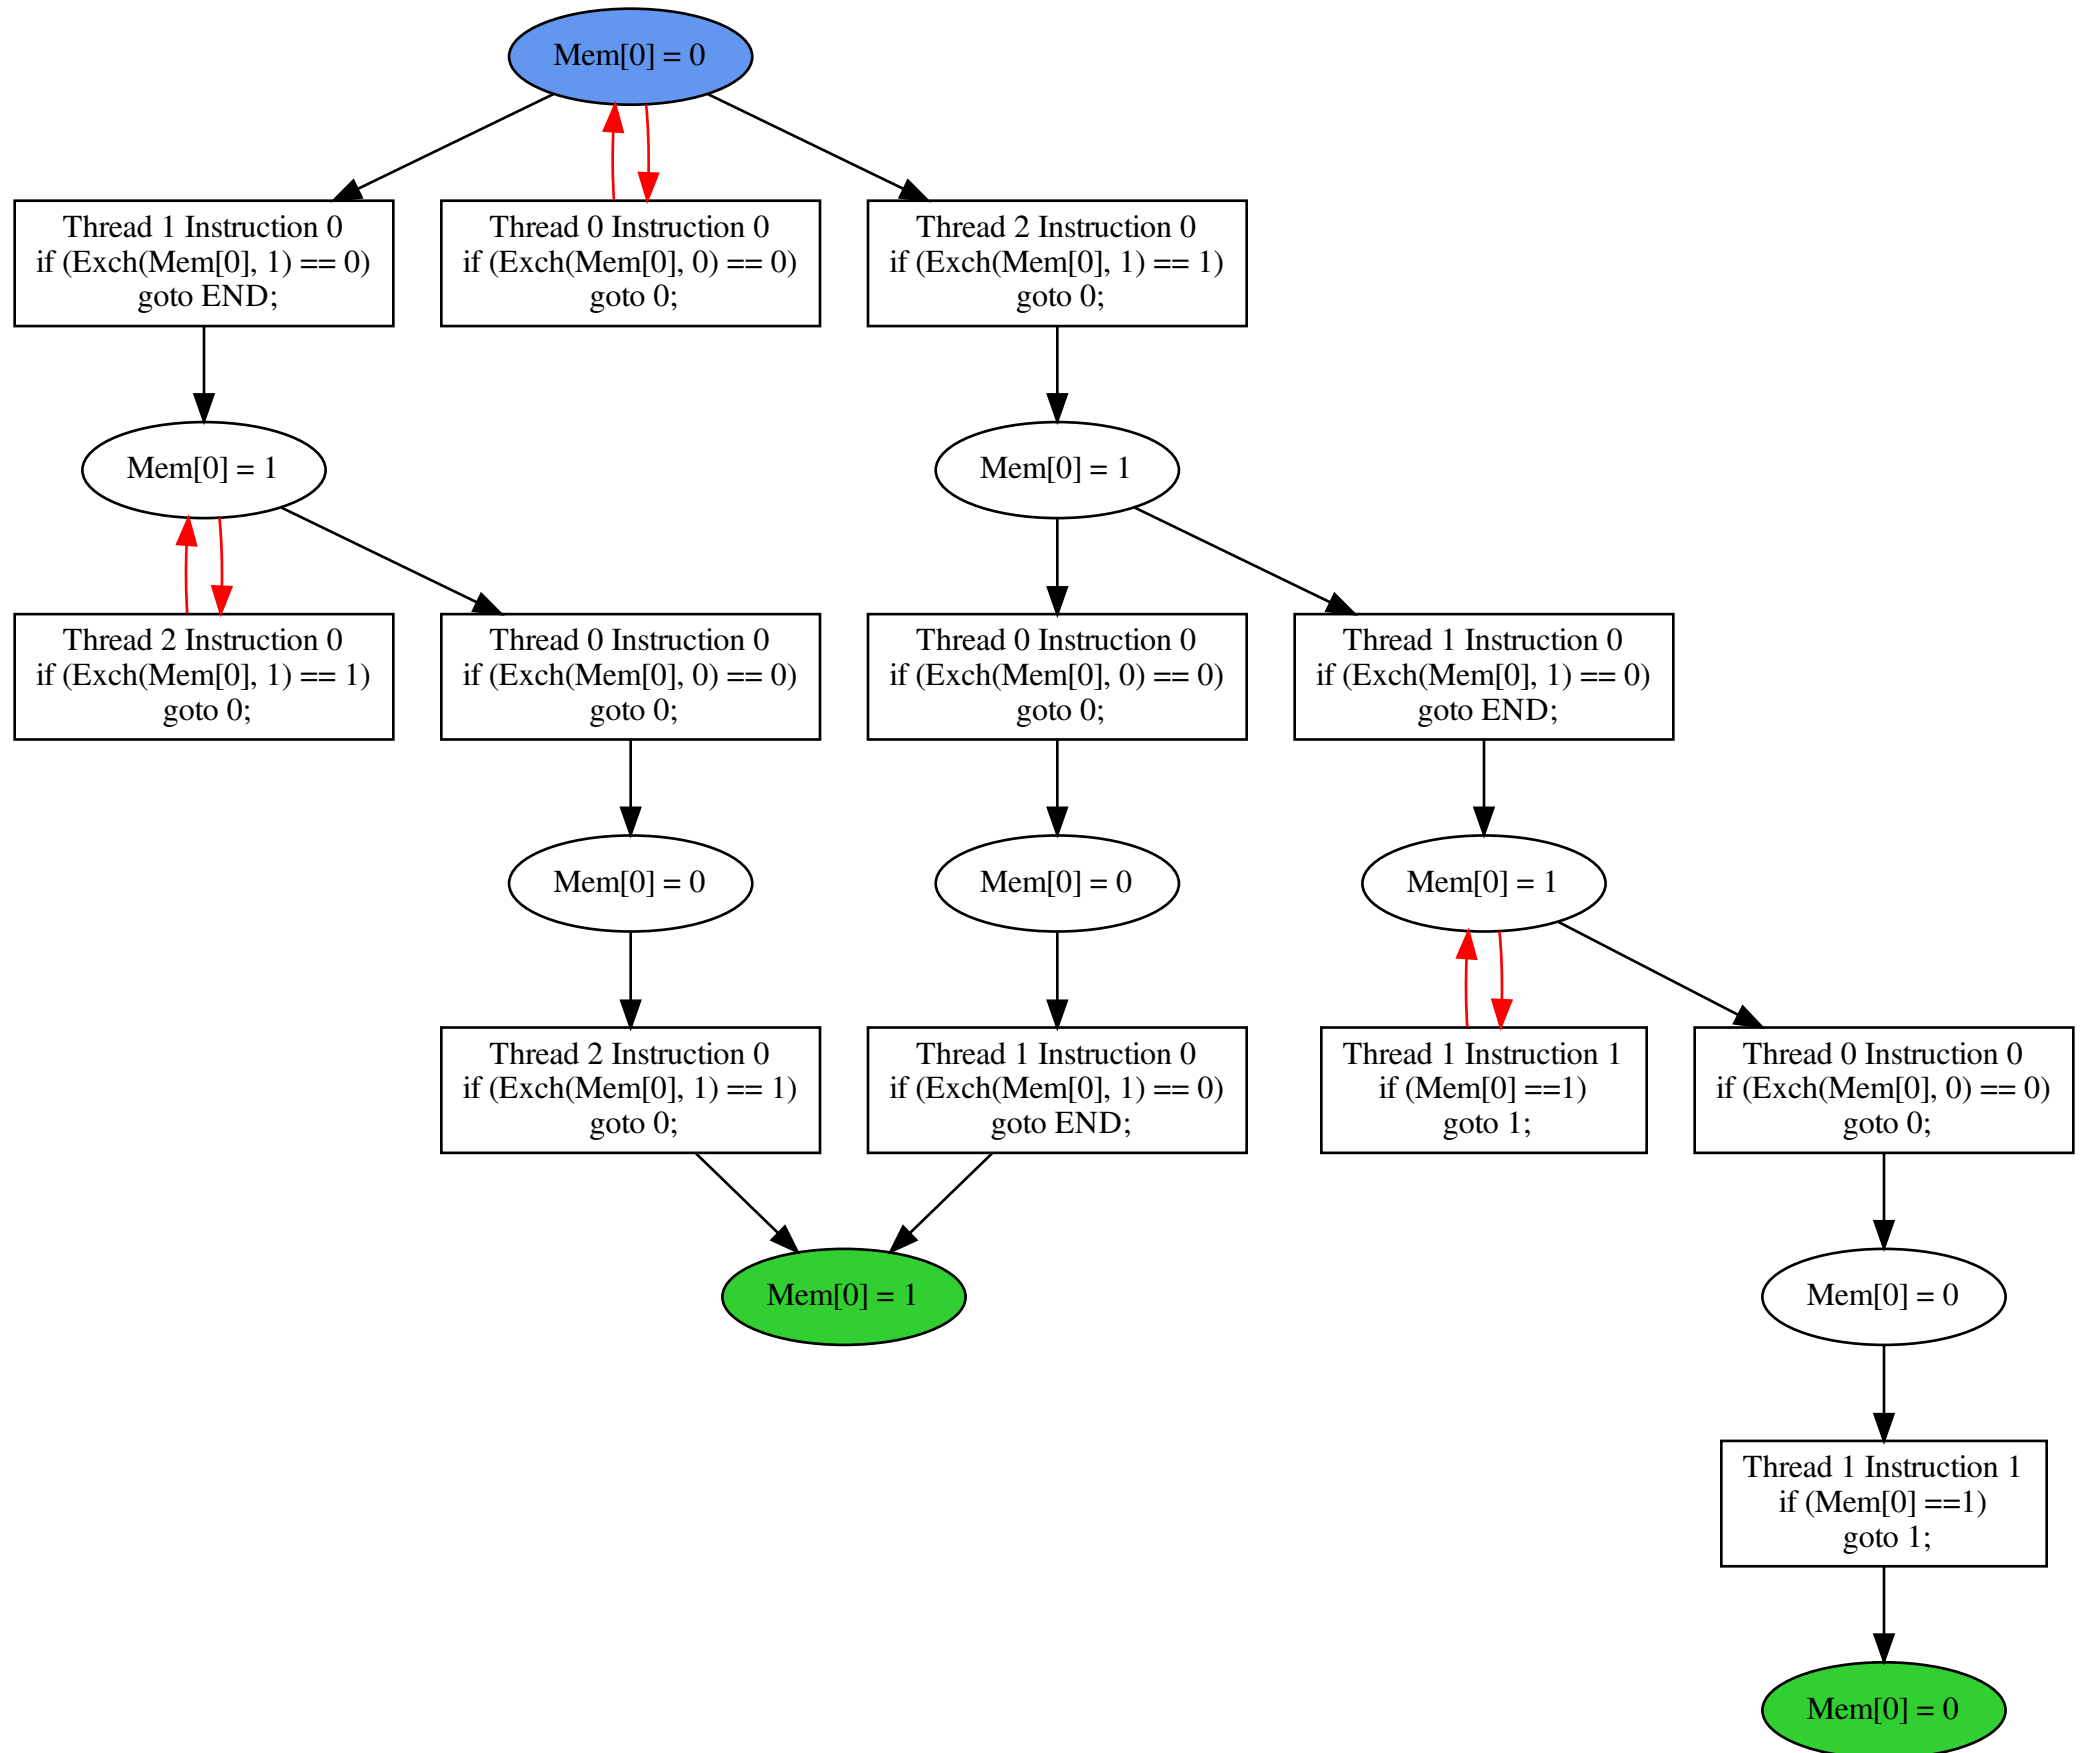 Mem[0] = 0
Thread 1 Instruction 0
if (Exch(Mem[0], 1) == 0)
goto END;
Thread 0 Instruction 0
if (Exch(Mem[0], 0) == 0)
goto 0;
Thread 2 Instruction 0
if (Exch(Mem[0], 1) == 1)
goto 0;
Mem[0] = 1
Mem[0] = 1
Thread 2 Instruction 0
if (Exch(Mem[0], 1) == 1)
goto 0;
Thread 0 Instruction 0
if (Exch(Mem[0], 0) == 0)
goto 0;
Thread 0 Instruction 0
if (Exch(Mem[0], 0) == 0)
goto 0;
Thread 1 Instruction 0
if (Exch(Mem[0], 1) == 0)
goto END;
Mem[0] = 0
Mem[0] = 0
Mem[0] = 1
Thread 2 Instruction 0
if (Exch(Mem[0], 1) == 1)
goto 0;
Thread 1 Instruction 0
if (Exch(Mem[0], 1) == 0)
goto END;
Thread 1 Instruction 1
if (Mem[0] ==1)
goto 1;
Thread 0 Instruction 0
if (Exch(Mem[0], 0) == 0)
goto 0;
Mem[0] = 1
Mem[0] = 0
Thread 1 Instruction 1
if (Mem[0] ==1)
goto 1;
Mem[0] = 0